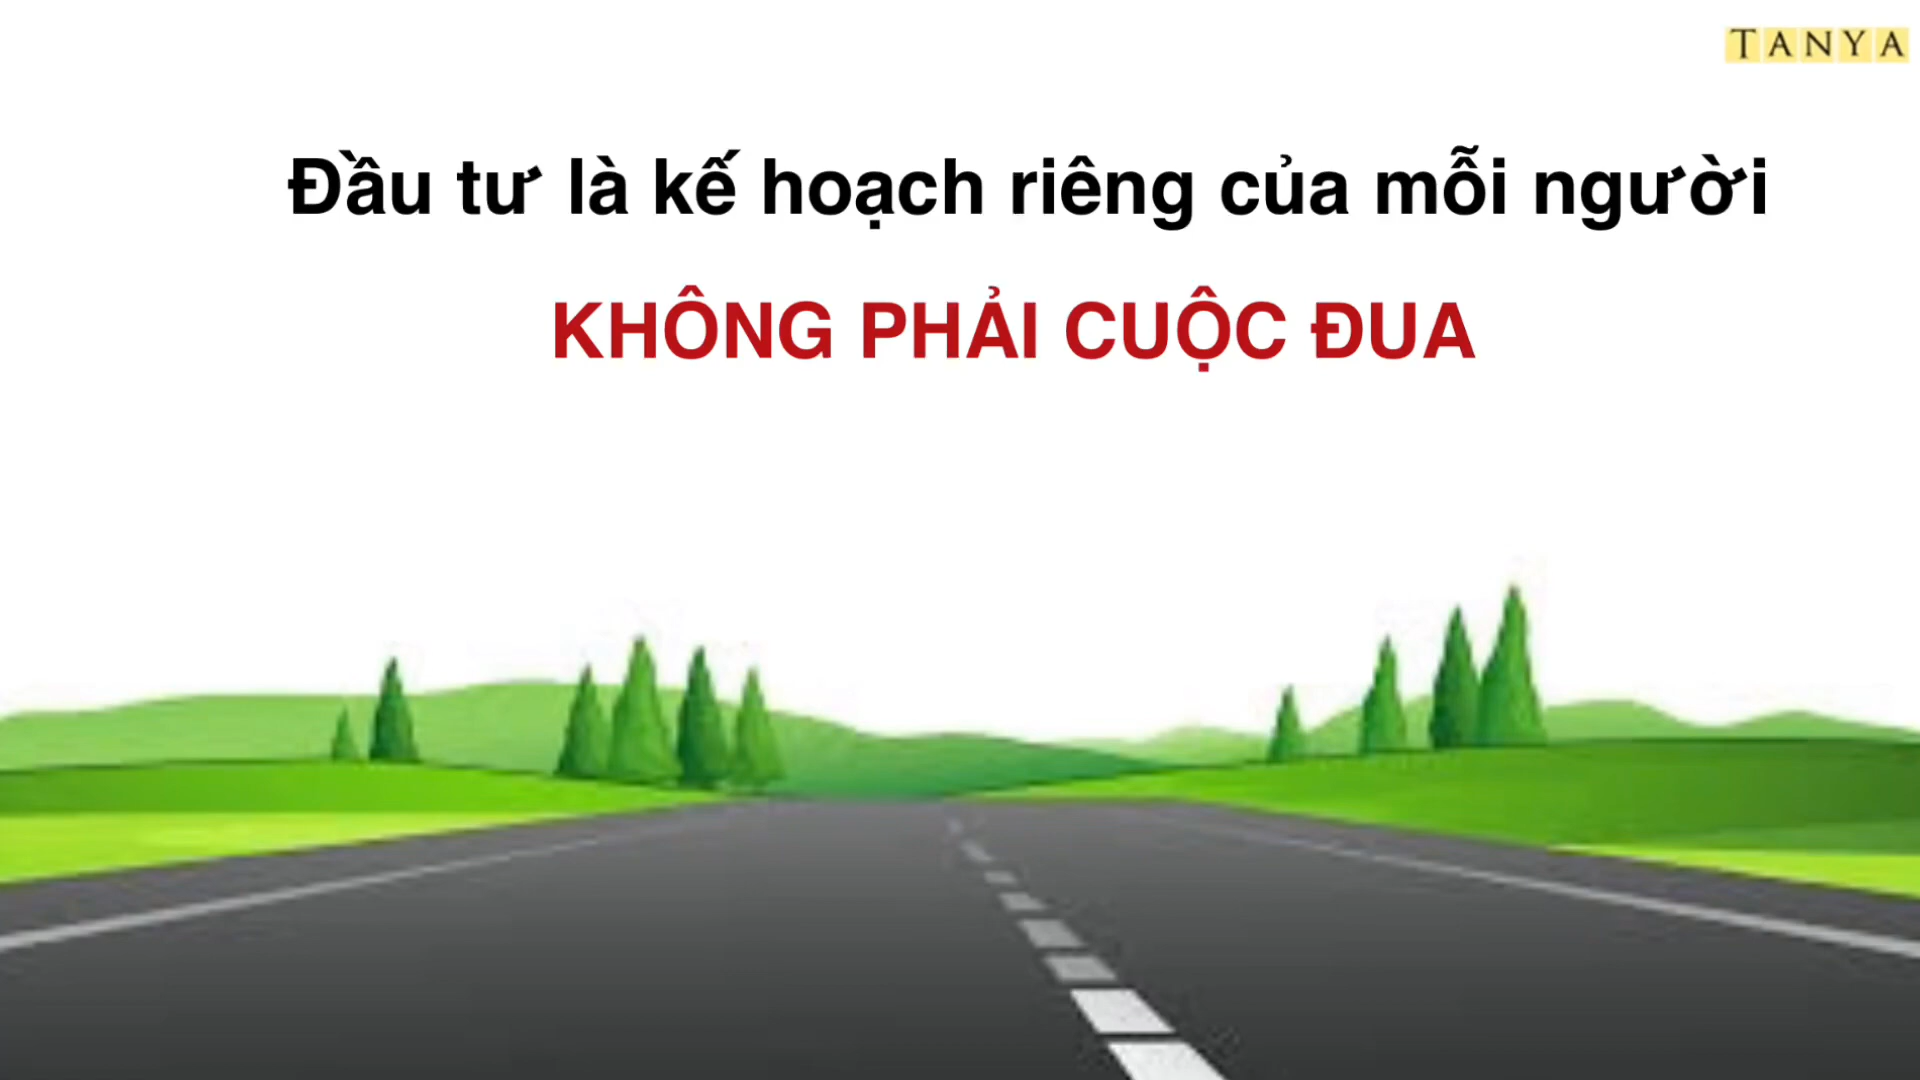 TANYA
Đầu tư là kế hoạch riêng của mỗi người
KHÔNG PHẢI CUỘC ĐUA